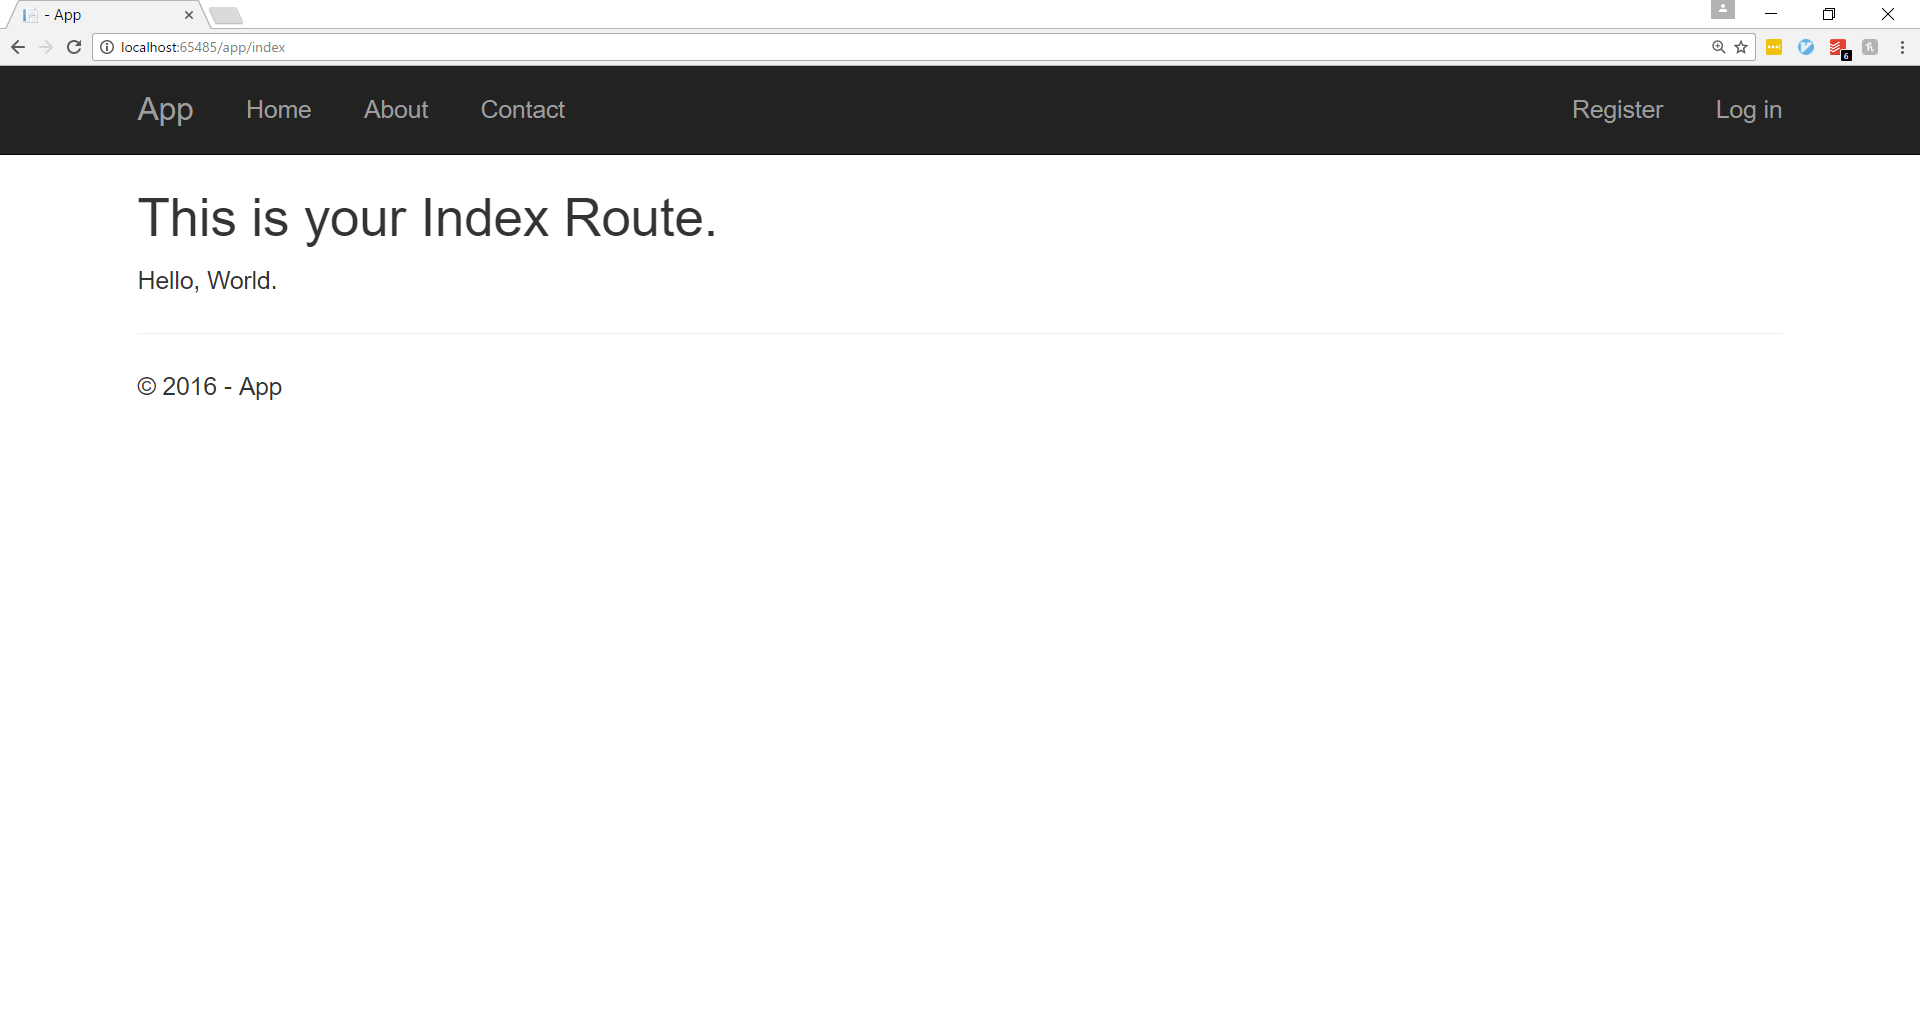 - App
localhost:65485/app/index
6
App Home About Contact Register Log in
This is your Index Route.
Hello, World.
© 2016 - App